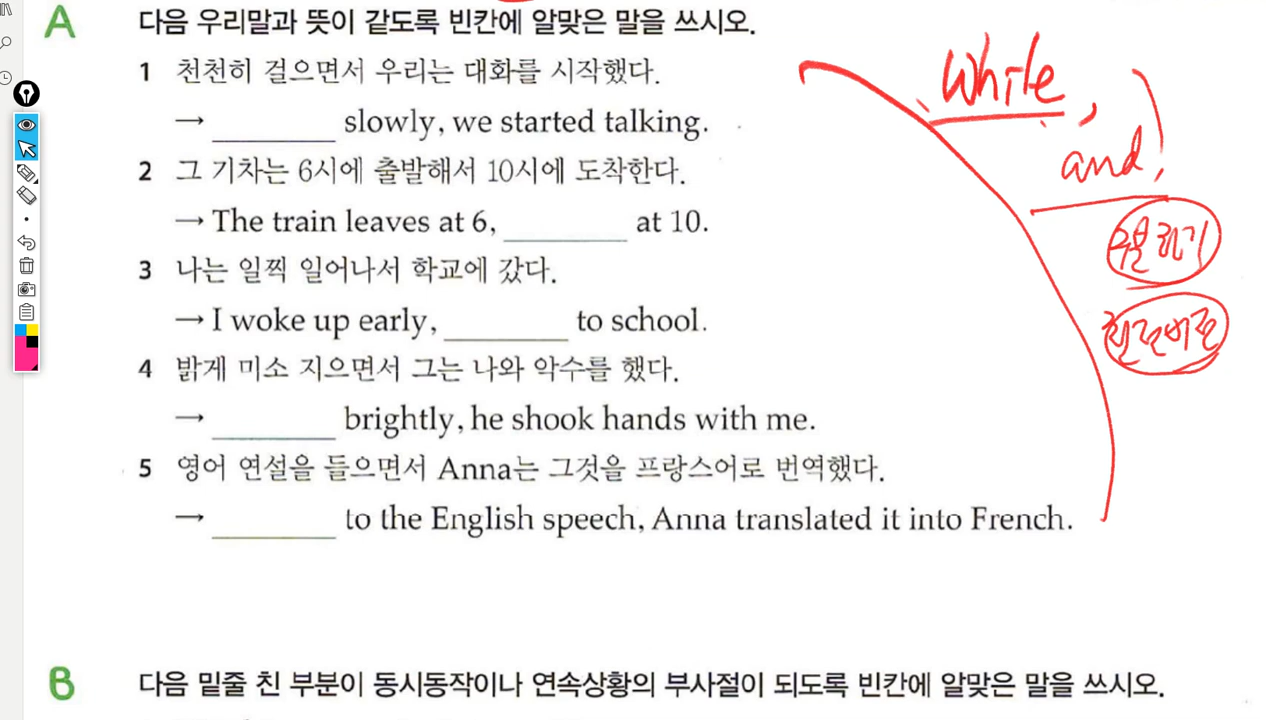 A 다음 우리말과 뜻이 같도록 빈칸에 알맞은 말을 쓰시오.
1 천천히 걸으면서 우리는 대화를 시작했다.
→ ________ slowly, we started talking.
2 그 기차는 6시에 출발해서 10시에 도착한다.
→ The train leaves at 6, ________ at 10.
3 나는 일찍 일어나서 학교에 갔다.
→ I woke up early, ________ to school.
4 밝게 미소 지으면서 그는 나와 악수를 했다.
→ ________ brightly, he shook hands with me.
5 영어 연설을 들으면서 Anna는 그것을 프랑스어로 번역했다.
→ ________ to the English speech, Anna translated it into French.
While,
and,
B 다음 밑줄 친 부분이 동시동작이나 연속상황의 부사절이 되도록 빈칸에 알맞은 말을 쓰시오.